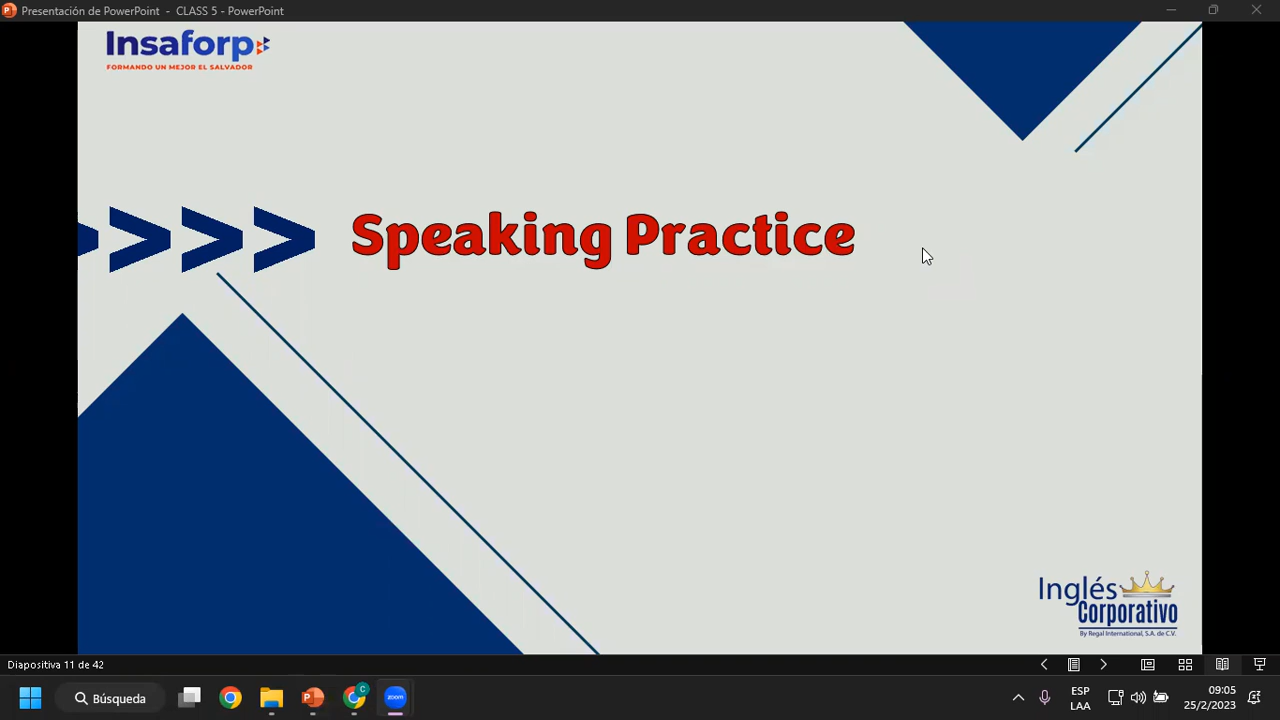 Presentación de PowerPoint - CLASS 5 - PowerPoint
Insaforp
FORMANDO UN MEJOR EL SALVADOR
>>>> Speaking Practice
Inglés
Corporativo
By Regal International, S.A. de C.V.
Diapositiva 11 de 42
Búsqueda
C
zoom
ESP
LAA
09:05
25/2/2023